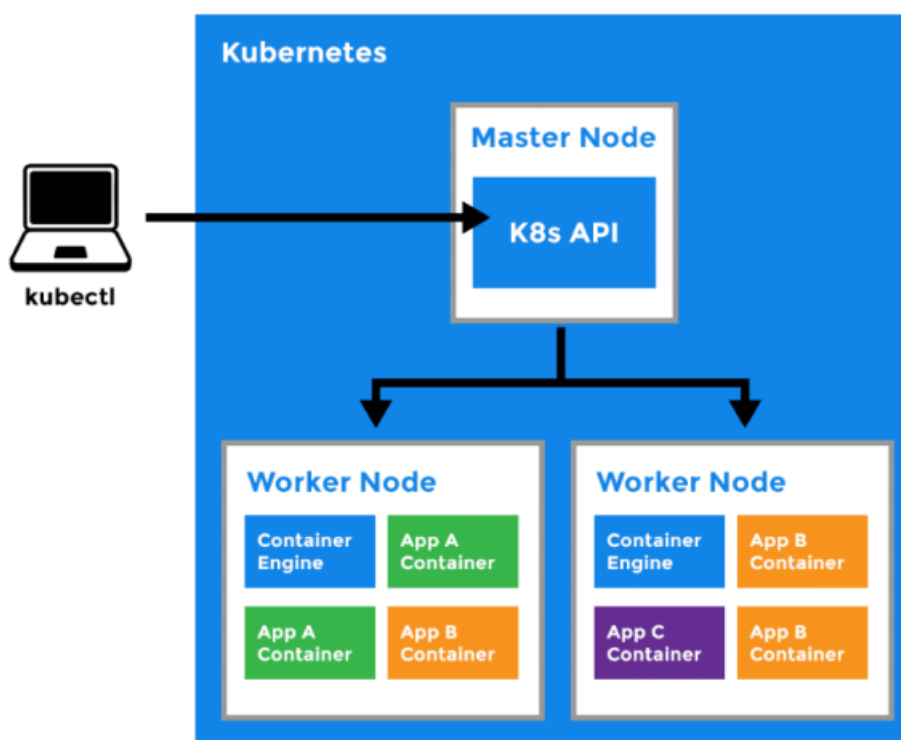 Kubernetes
Master Node
K8s API
kubectl
Worker Node
Container
Engine
App A
Container
App A
Container
App B
Container
Worker Node
Container
Engine
App B
Container
App C
Container
App B
Container